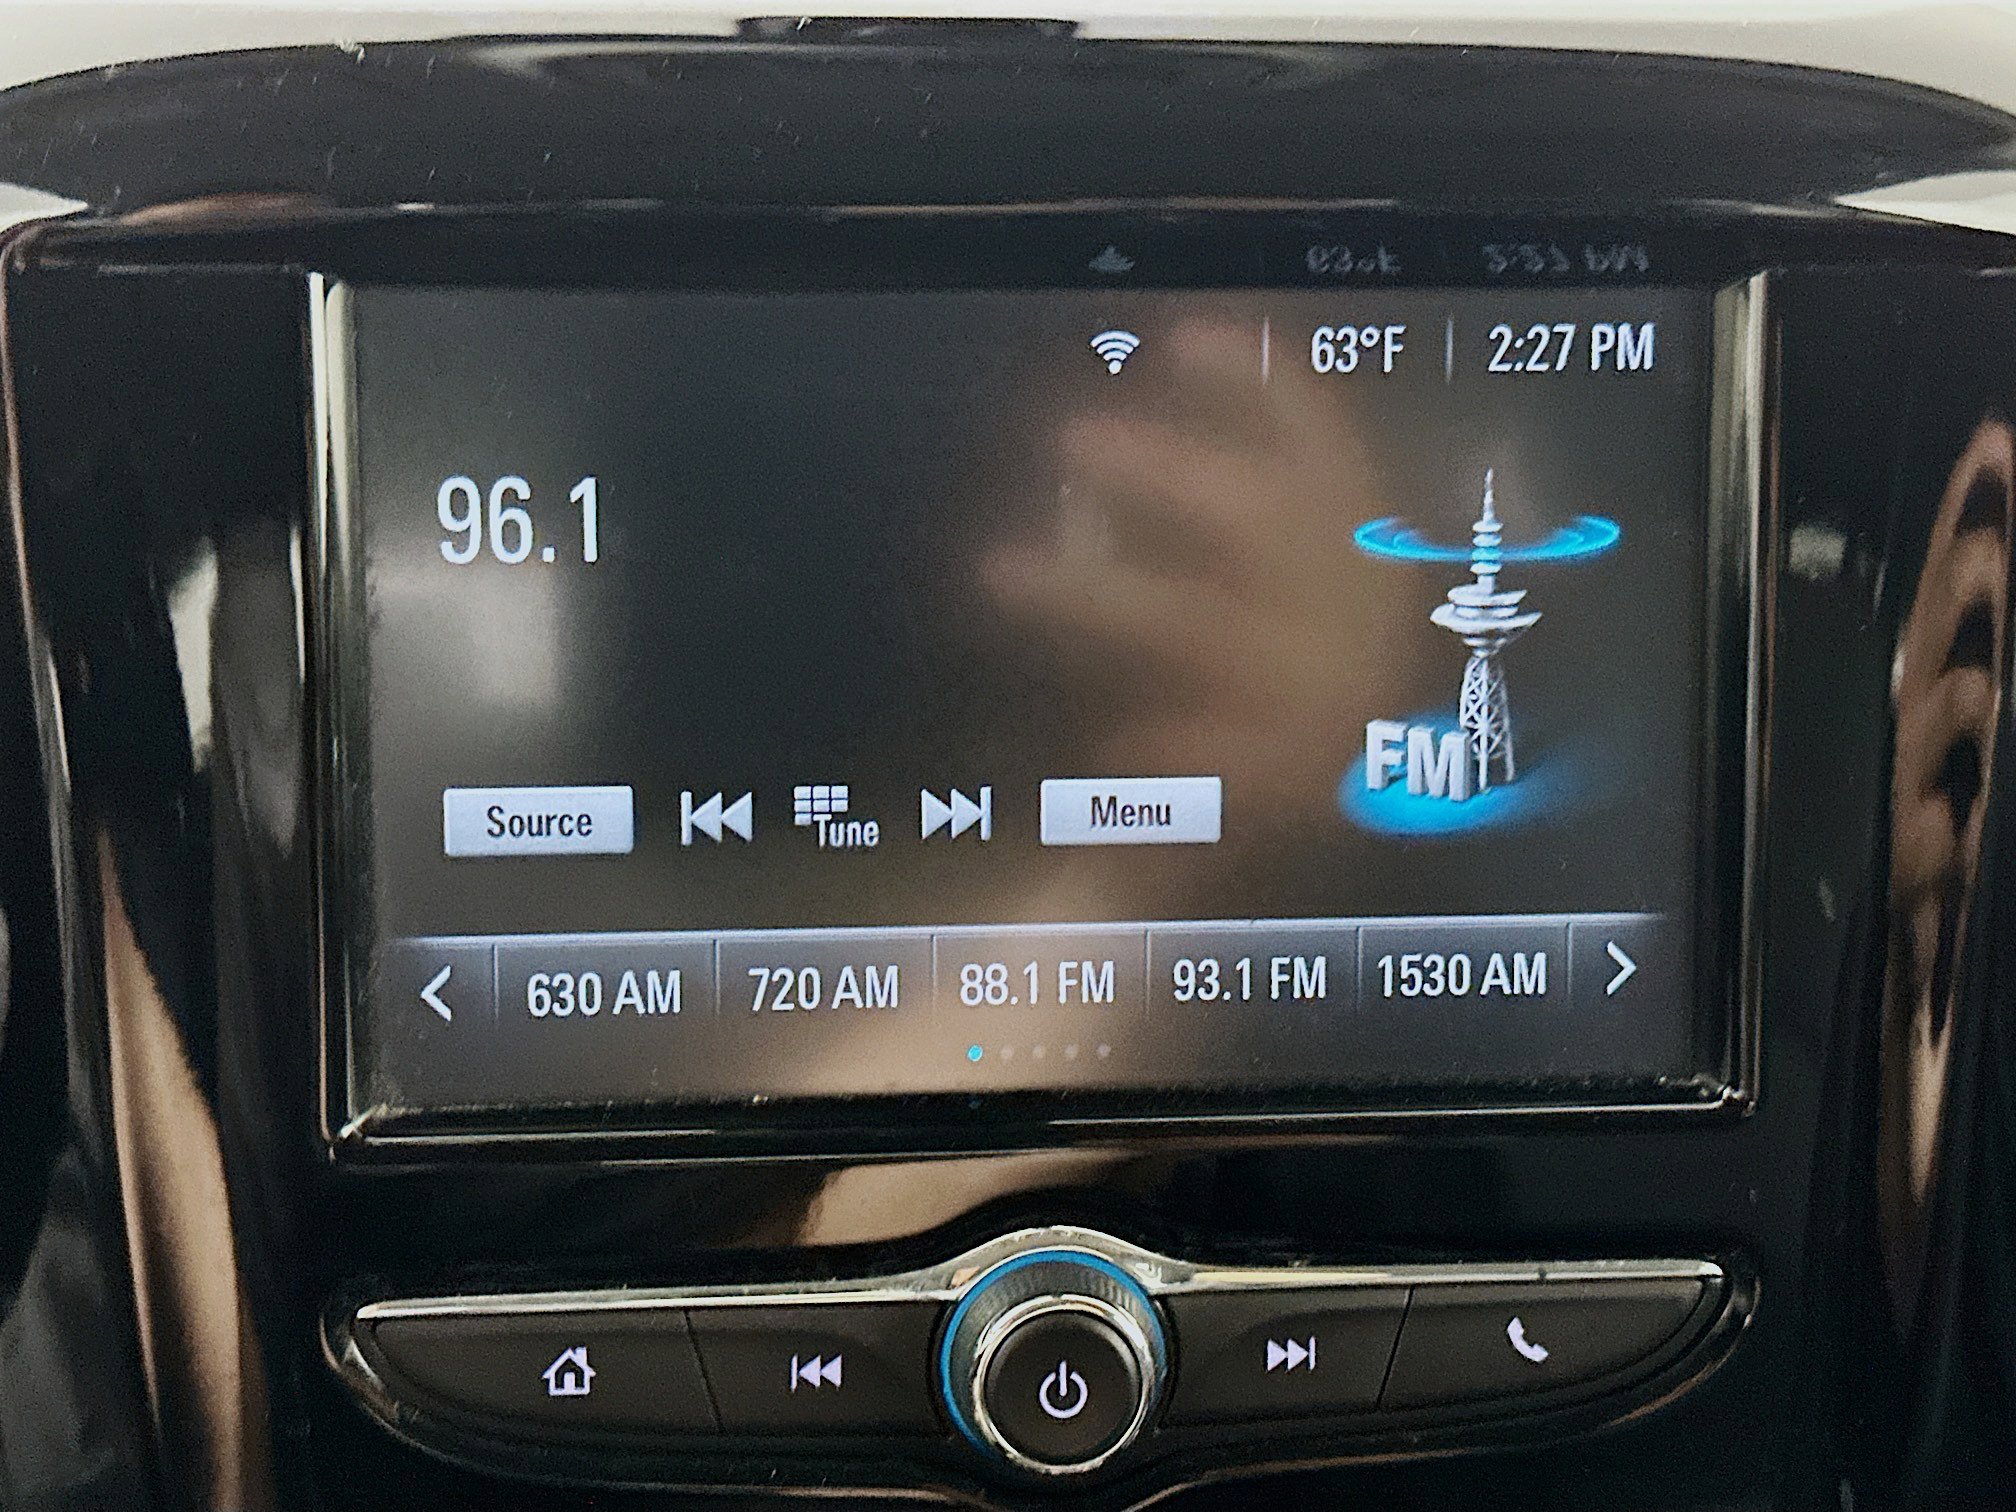 63°F 2:27 PM
96.1
FM
Source Tune Menu
630 AM 720 AM 88.1 FM 93.1 FM 1530 AM